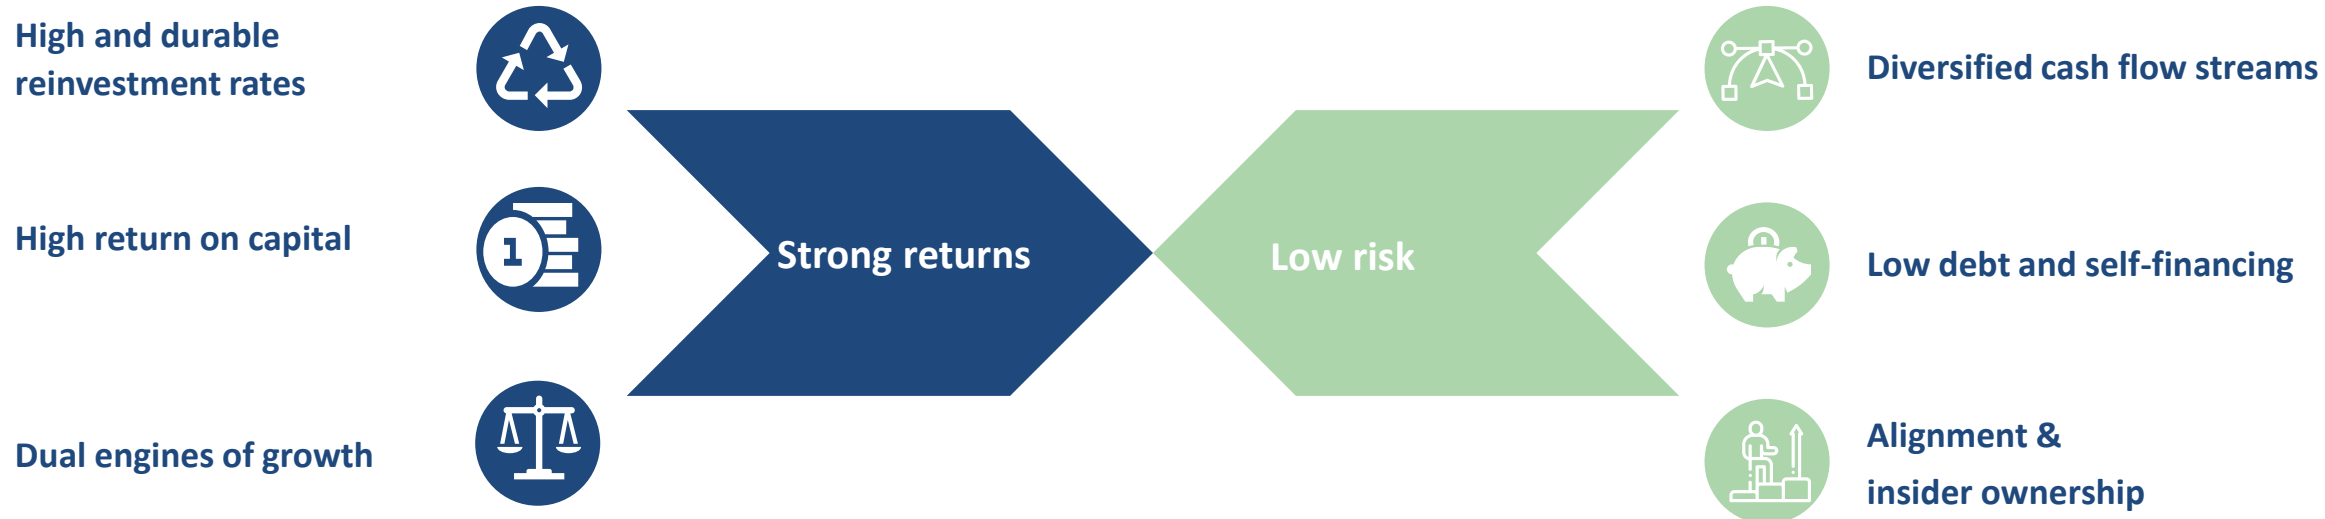 High and durable
reinvestment rates
High return on capital
1
Dual engines of growth
Strong returns
Low risk
Diversified cash flow streams
Low debt and self-financing
Alignment &
insider ownership